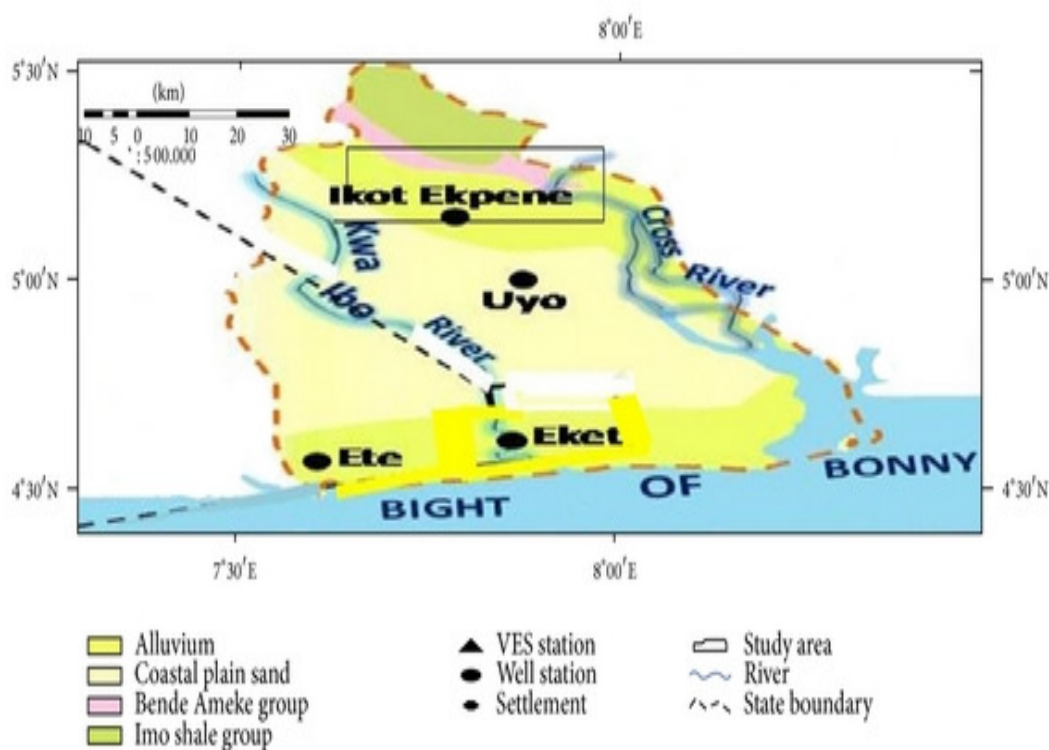 8°00′E
5°30′N
(km)
10 5 0 10 20 30
: 500.000
Ikot Ekpene
Kwa
Cross
River
5°00′N
5°00′N
Uyo
Ibo
River
Ete
Eket
4°30′N
4°30′N
BIGHT OF BONNY
7°30′E
8°00′E
Alluvium
Coastal plain sand
Bende Ameke group
Imo shale group
VES station
Well station
Settlement
Study area
River
State boundary